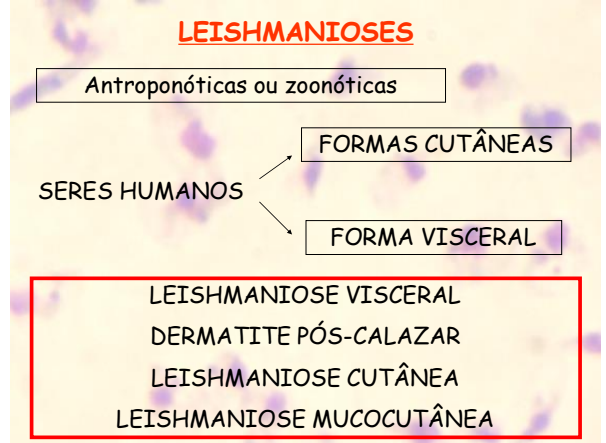 LEISHMANIOSES
Antroponóticas ou zoonóticas
FORMAS CUTÂNEAS
SERES HUMANOS
FORMA VISCERAL
LEISHMANIOSE VISCERAL
DERMATITE PÓS-CALAZAR
LEISHMANIOSE CUTÂNEA
LEISHMANIOSE MUCOCUTÂNEA